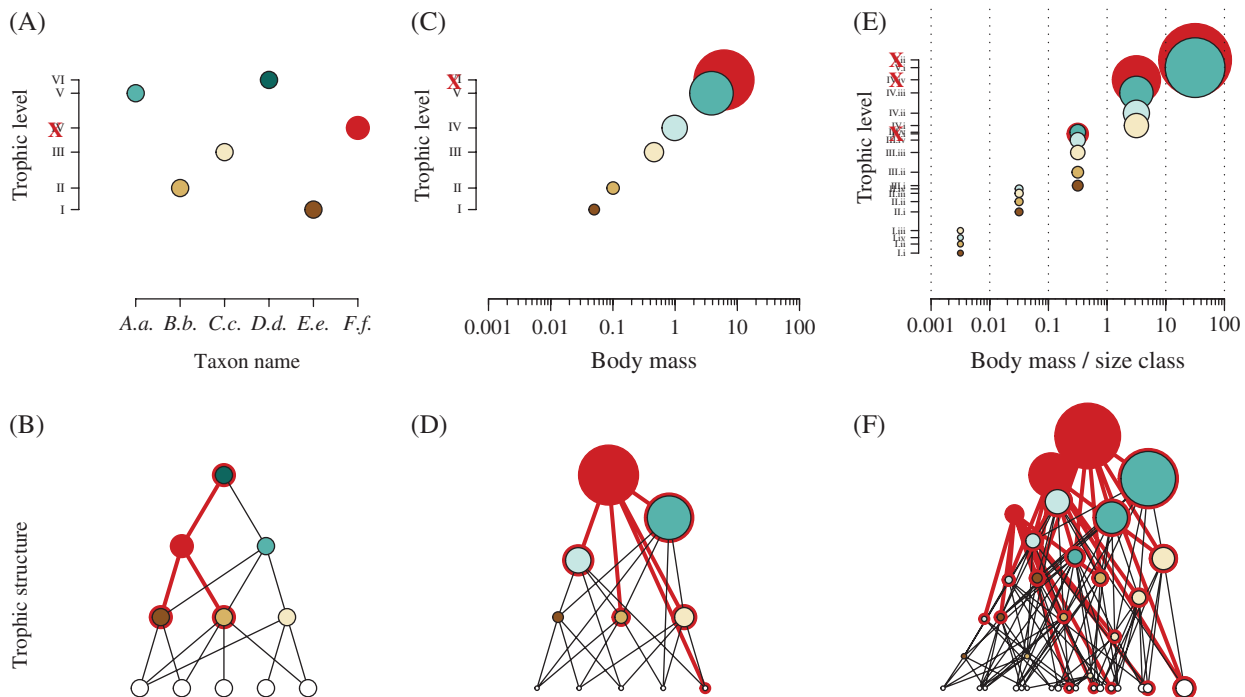 (A)
Trophic level
VI
V
X
III
II
I
A.a. B.b. C.c. D.d. E.e. F.f.
Taxon name
(C)
Trophic level
X
V
IV
III
II
I
0.001 0.01 0.1 1 10 100
Body mass
(E)
Trophic level
X
X
IV.iii
IV.ii
X
III.iii
III.ii
II.iii
II.ii
II.i
I.iii
I.ii
I.i
0.001 0.01 0.1 1 10 100
Body mass / size class
(B)
Trophic structure
(D)
(F)